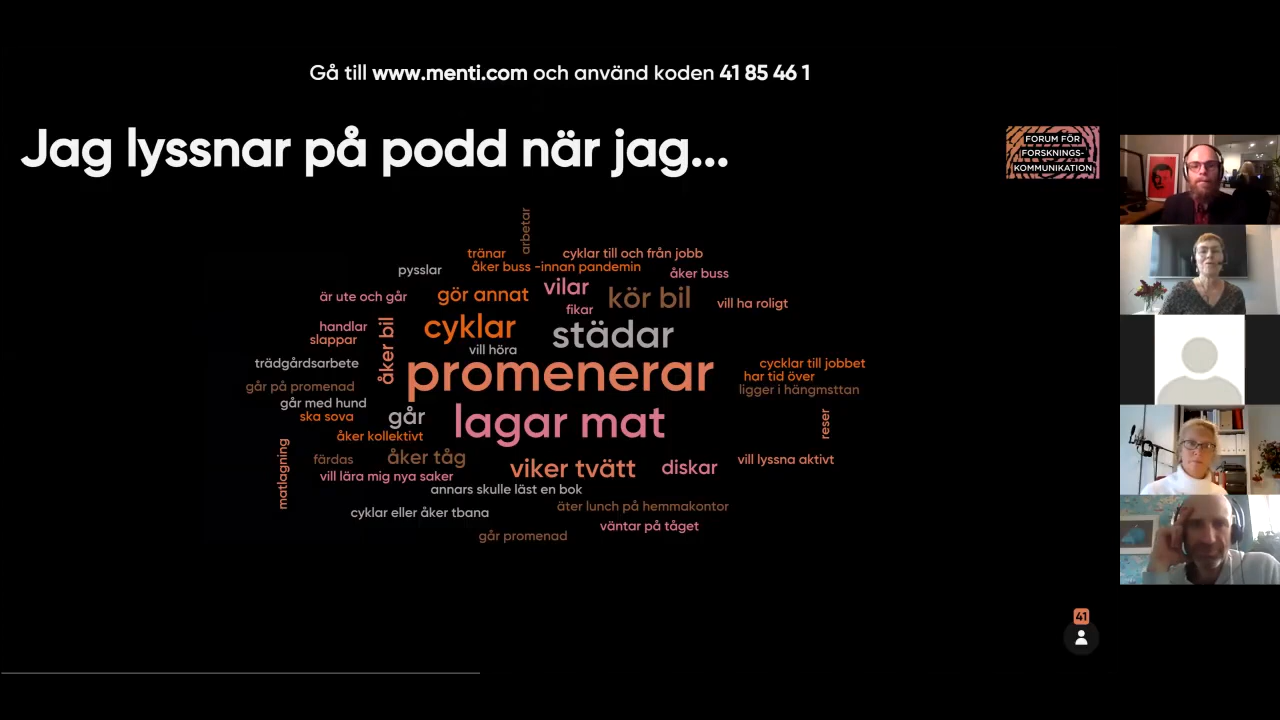 Gå till www.menti.com och använd koden 41 85 46 1
Jag lyssnar på podd när jag...
FORUM FÖR
FORSKNINGS-
KOMMUNIKATION
arbetar
tränar
cyklar till och från jobb
pysslar
åker buss -innan pandemin
åker buss
är ute och går
gör annat
vilar
kör bil
vill ha roligt
fikar
handlar
slappar
åker bil
cyklar
städar
vill höra
trädgårdsarbete
promenerar
cycklar till jobbet
har tid över
går på promenad
ligger i hängmsttan
går med hund
ska sova
går
lagar mat
reser
åker kollektivt
matlagning
färdas
åker tåg
viker tvätt
diskar
vill lyssna aktivt
vill lära mig nya saker
annars skulle läst en bok
cyklar eller åker tbana
äter lunch på hemmakontor
väntar på tåget
går promenad
41